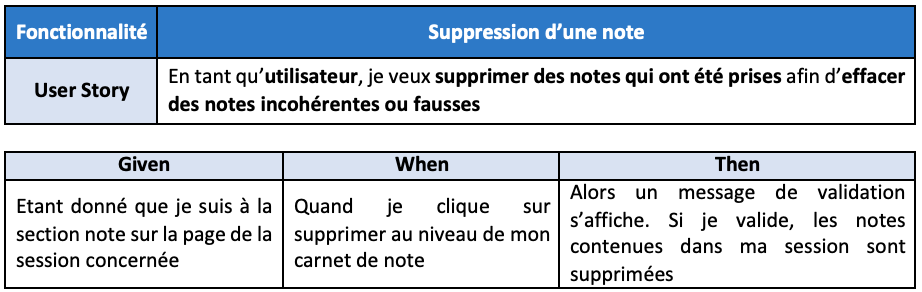 Fonctionnalité Suppression d’une note
User Story
En tant qu’utilisateur, je veux supprimer des notes qui ont été prises afin d’effacer
des notes incohérentes ou fausses
Given When Then
Etant donné que je suis à la
section note sur la page de la
session concernée
Quand je clique sur
supprimer au niveau de mon
carnet de note
Alors un message de validation
s’affiche. Si je valide, les notes
contenues dans ma session sont
supprimées